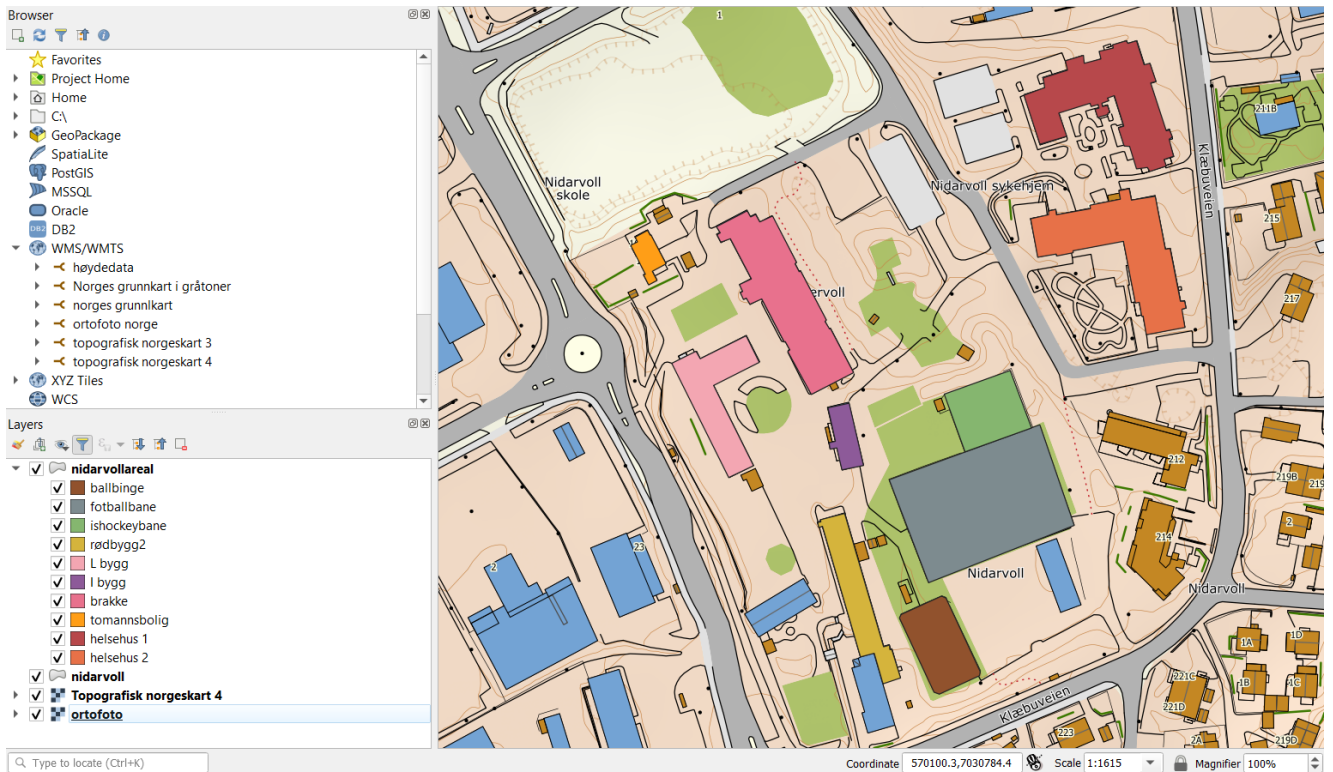 Browser
Favorites
Project Home
Home
C:\
GeoPackage
SpatiaLite
PostGIS
MSSQL
Oracle
DB2
DB2
WMS/WMTS
høydedata
Norges grunnkart i gråtoner
norges grunnlkart
ortofoto norge
topografisk norgeskart 3
topografisk norgeskart 4
XYZ Tiles
WCS
Layers
nidarvollareal
ballbinge
fotballbane
ishockeybane
rødbygg2
L bygg
I bygg
brakke
tomannsbolig
helsehus 1
helsehus 2
nidarvoll
Topografisk norgeskart 4
ortofoto
1
211B
Klæbuveien
Nidarvoll
skole
Nidarvoll sykehjem
215
ervoll
217
212
219B
219
2
214
23
2
Nidarvoll
Nidarvoll
1A
1D
1B
1C
221C
221D
Klæbuveien
223
2A
219D
Type to locate (Ctrl+K)
Coordinate 570100.3,7030784.4 Scale 1:1615 Magnifier 100%